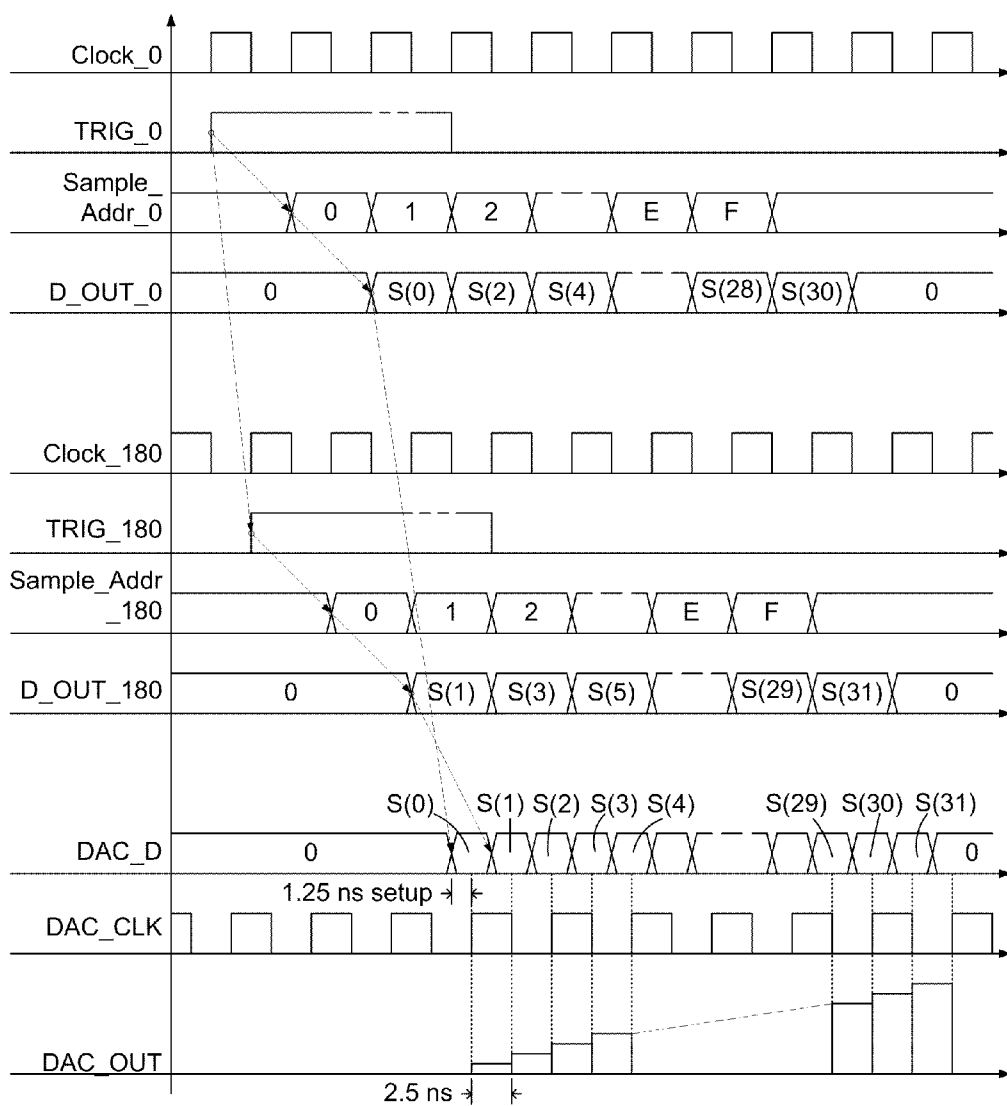 Clock_0
TRIG_0
Sample_
Addr_0
0 1 2 E F
D_OUT_0
0 S(0) S(2) S(4) S(28) S(30) 0
Clock_180
TRIG_180
Sample_Addr
_180
0 1 2 E F
D_OUT_180
0 S(1) S(3) S(5) S(29) S(31) 0
S(0) S(1) S(2) S(3) S(4) S(29) S(30) S(31)
DAC_D
0 0
1.25 ns setup
DAC_CLK
DAC_OUT
2.5 ns